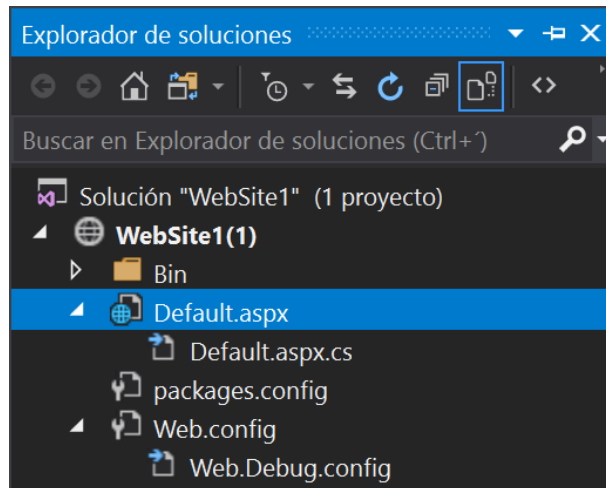 Explorador de soluciones
Buscar en Explorador de soluciones (Ctrl+´)
Solución "WebSite1" (1 proyecto)
WebSite1(1)
Bin
Default.aspx
Default.aspx.cs
packages.config
Web.config
Web.Debug.config